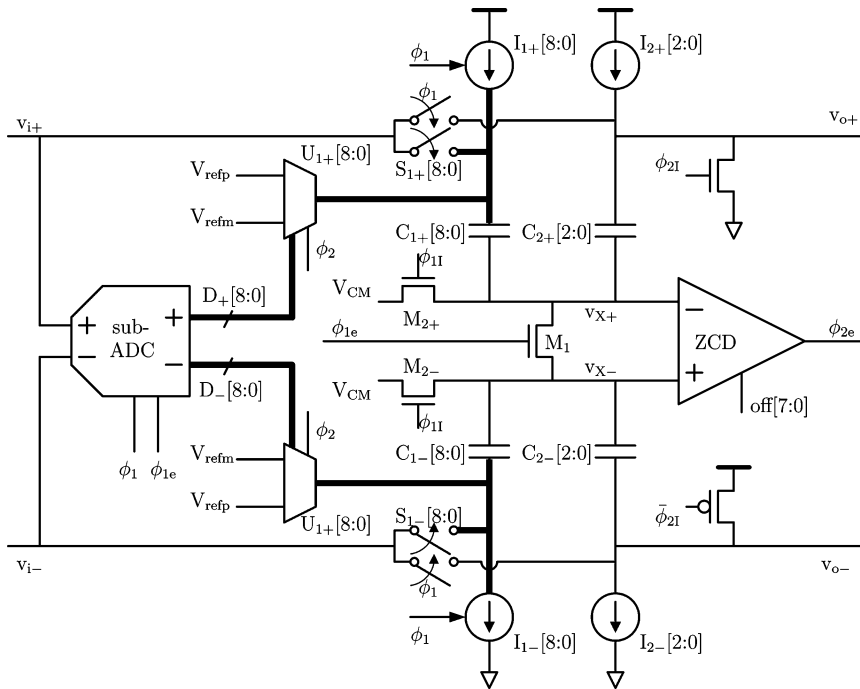 I1+[8:0]
I2+[2:0]
ϕ1
ϕ1
vi+
vo+
U1+[8:0]
S1+[8:0]
Vrefp
ϕ2I
Vrefm
C1+[8:0]
C2+[2:0]
ϕ2
ϕ1I
D+[8:0]
VCM
vX+
M2+
+
+
−
sub-
ADC
ϕ1e
M1
ZCD
ϕ2e
−
−
M2−
vX−
+
D−[8:0]
VCM
off[7:0]
ϕ2
ϕ1I
ϕ1
ϕ1e
Vrefm
C1−[8:0]
C2−[2:0]
Vrefp
S1−[8:0]
ϕ̄2I
U1+[8:0]
vi−
vo−
ϕ1
ϕ1
I1−[8:0]
I2−[2:0]